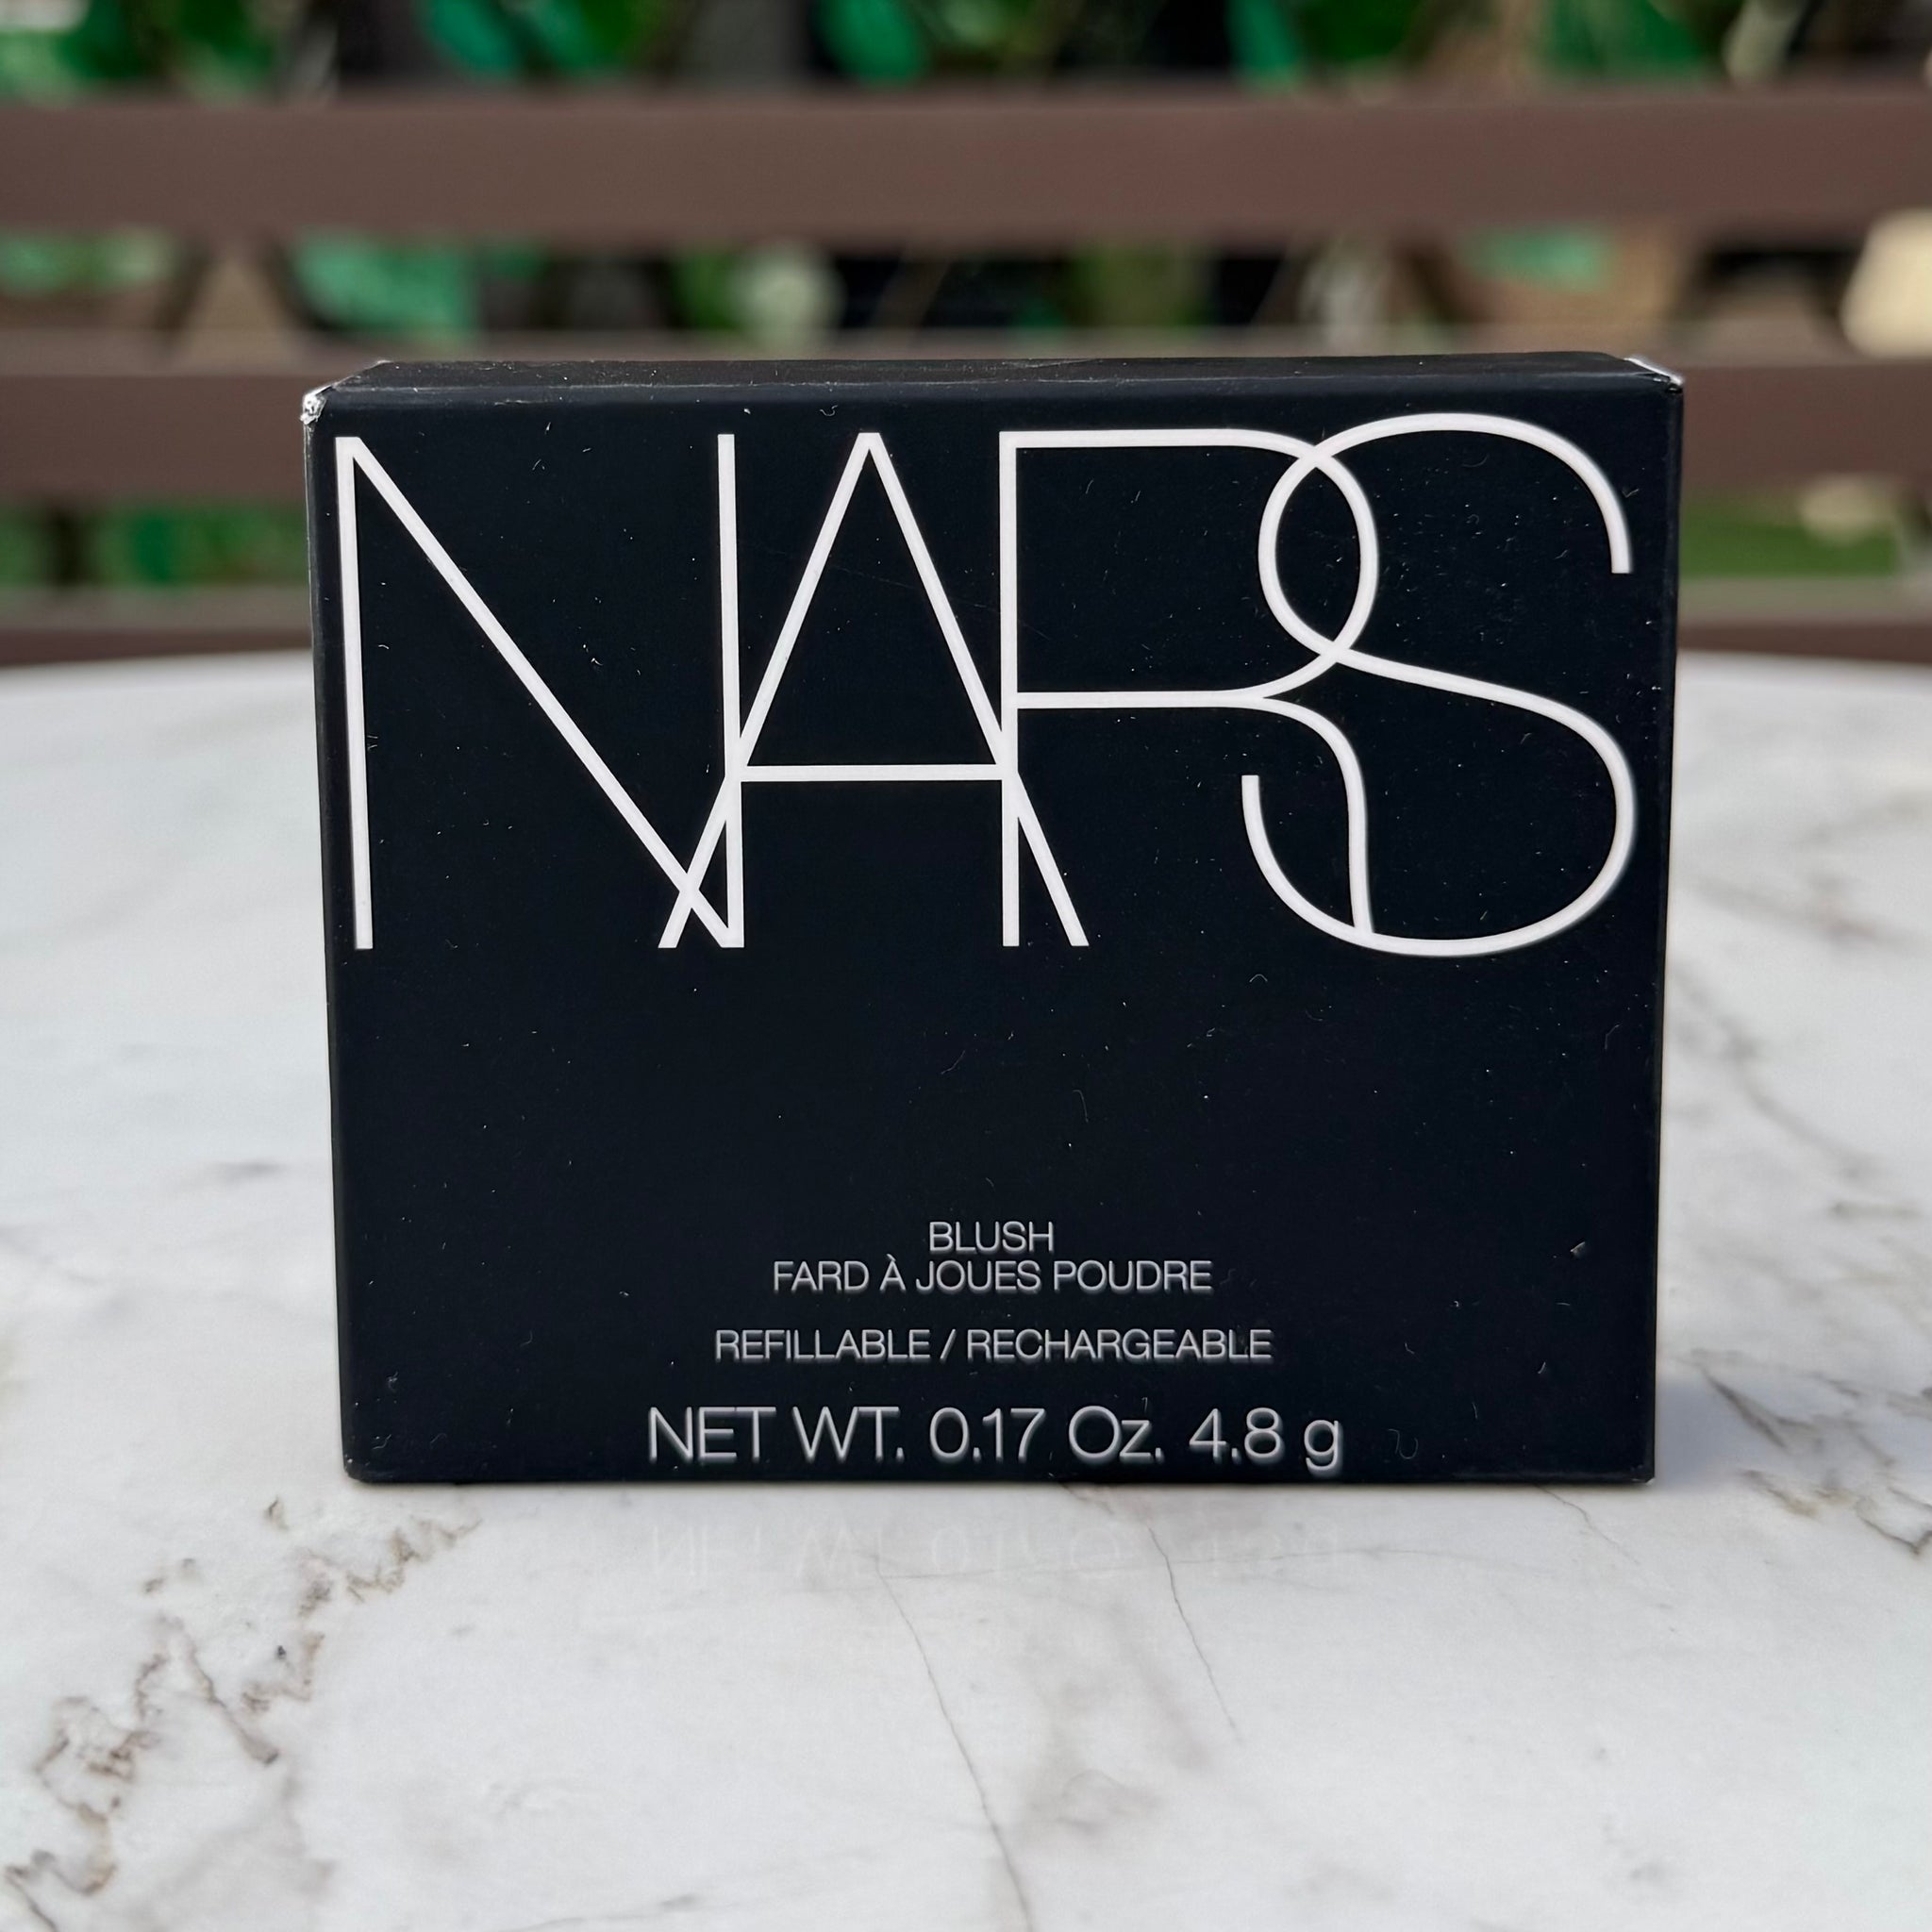 NARS
BLUSH
FARD À JOUES POUDRE
REFILLABLE / RECHARGEABLE
NET WT. 0.17 Oz. 4.8 g